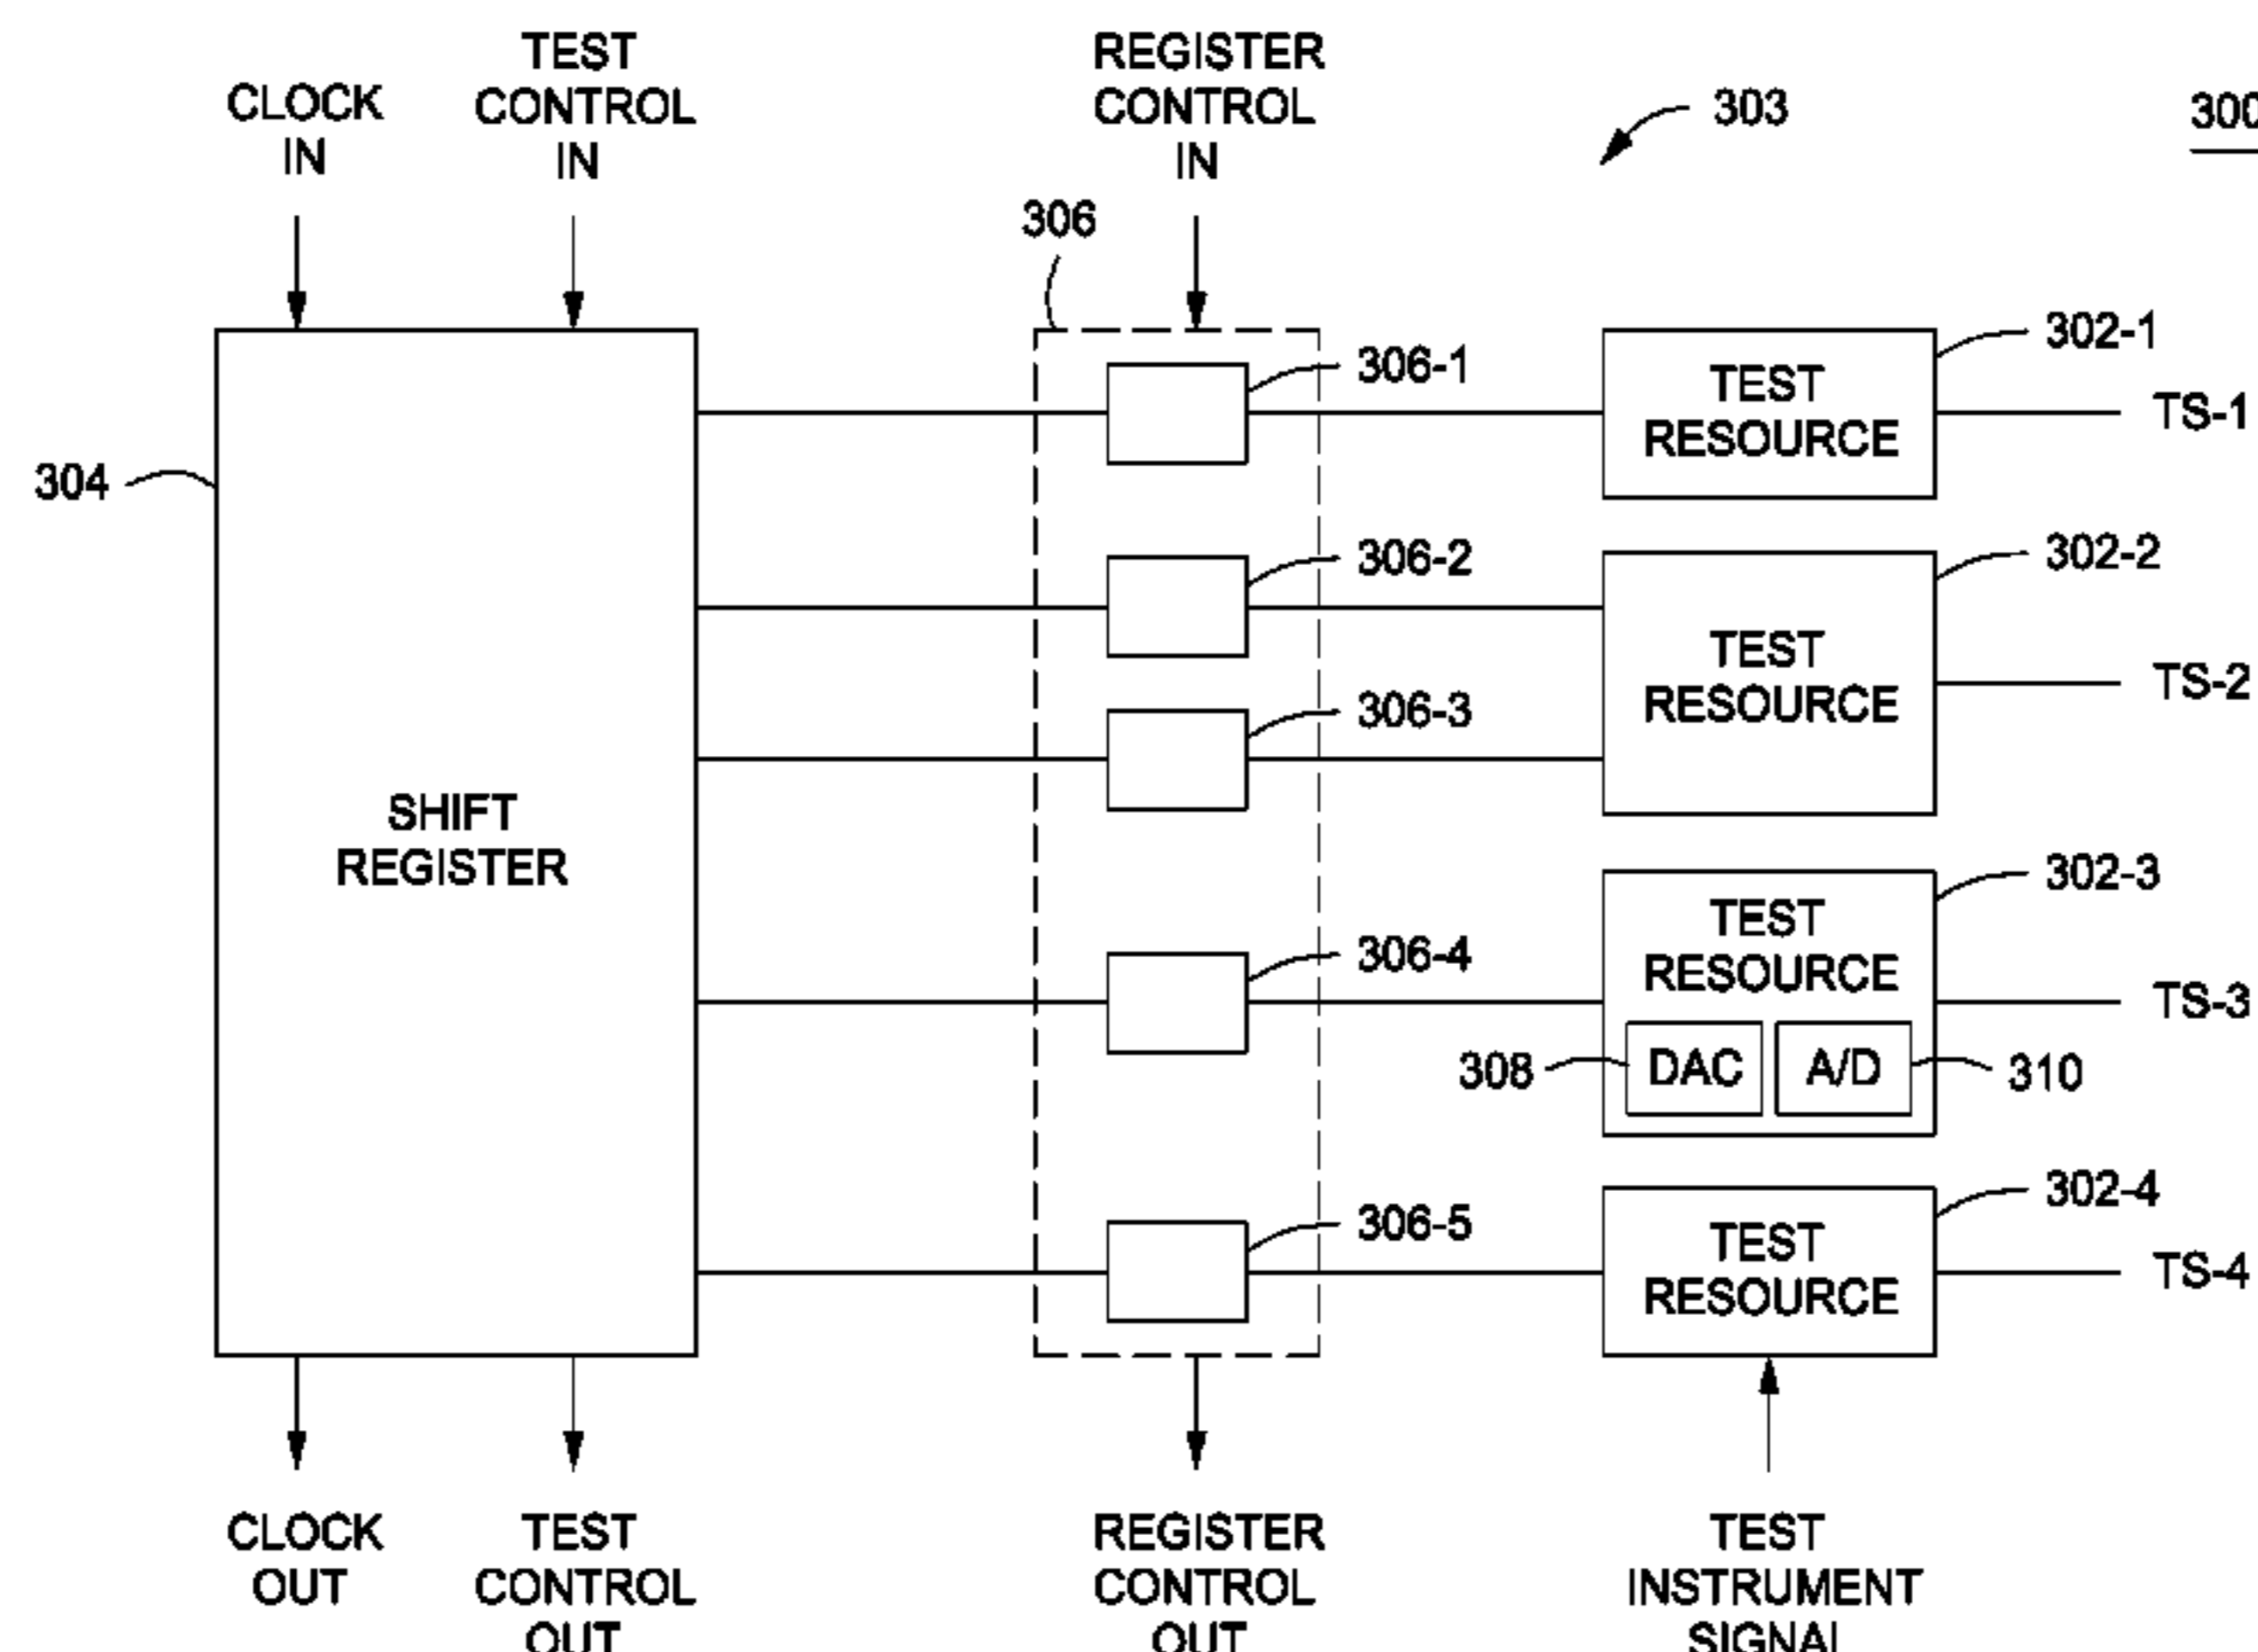 CLOCK
IN
TEST
CONTROL
IN
REGISTER
CONTROL
IN
303
300
306
304
SHIFT
REGISTER
306-1
306-2
306-3
306-4
306-5
TEST
RESOURCE
302-1
TS-1
TEST
RESOURCE
302-2
TS-2
TEST
RESOURCE
302-3
TS-3
308
DAC
A/D
310
TEST
RESOURCE
302-4
TS-4
CLOCK
OUT
TEST
CONTROL
OUT
REGISTER
CONTROL
OUT
TEST
INSTRUMENT
SIGNAL